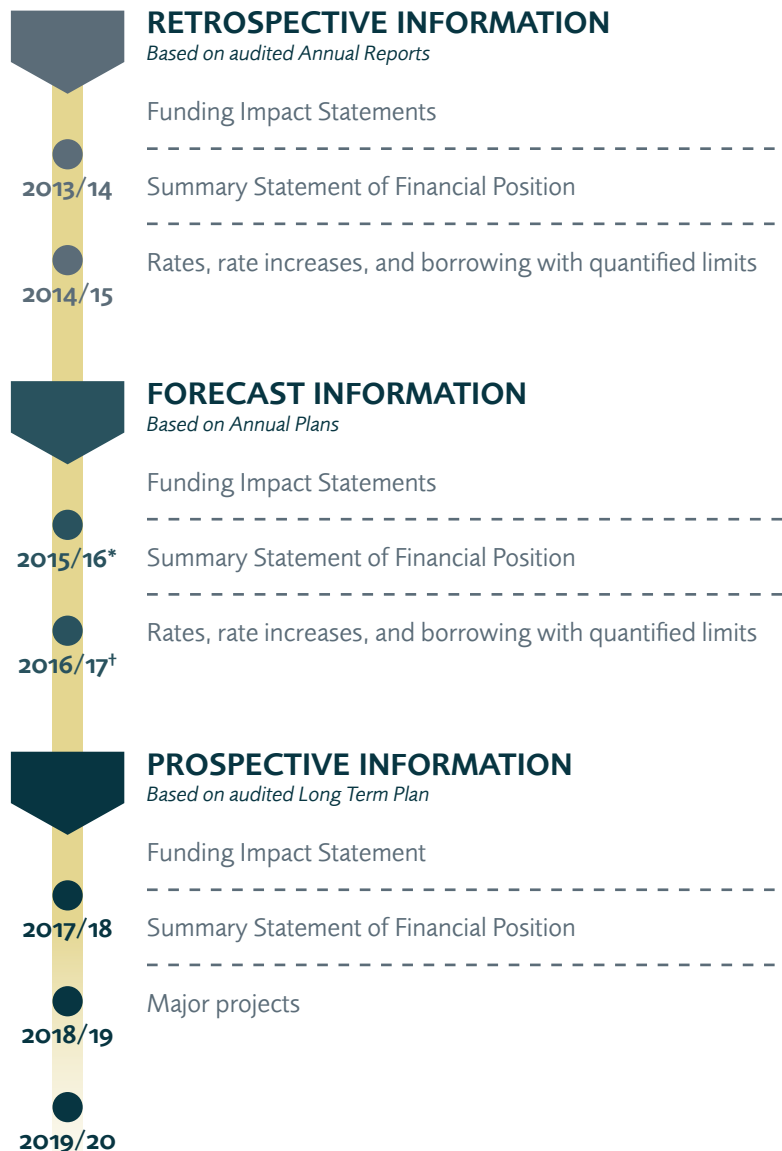 RETROSPECTIVE INFORMATION
Based on audited Annual Reports
Funding Impact Statements
2013/14
Summary Statement of Financial Position
Rates, rate increases, and borrowing with quantified limits
2014/15
FORECAST INFORMATION
Based on Annual Plans
Funding Impact Statements
2015/16*
Summary Statement of Financial Position
Rates, rate increases, and borrowing with quantified limits
2016/17†
PROSPECTIVE INFORMATION
Based on audited Long Term Plan
Funding Impact Statement
2017/18
Summary Statement of Financial Position
Major projects
2018/19
2019/20